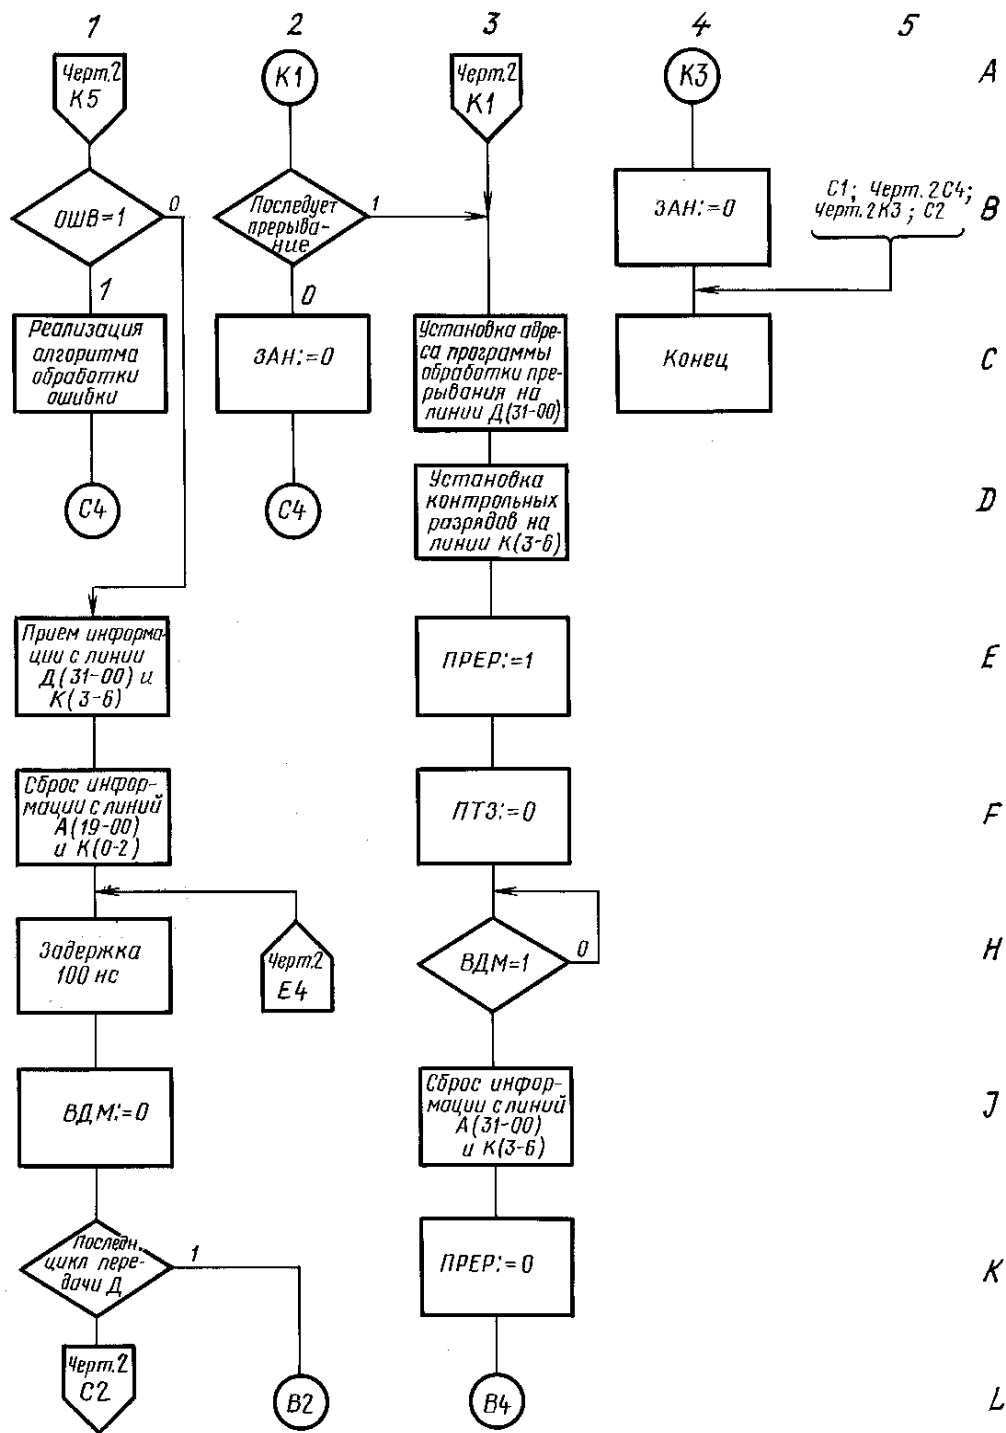 1
2
3
4
5
A
B
C
D
E
F
H
J
K
L
Черт.2
К5
ОШВ=1
0
1
Реализация
алгоритма
обработки
ошибки
С4
Прием информа-
ции с линии
Д(31-00) и
К(3-6)
Сброс инфор-
мации с линий
А(19-00)
и К(0-2)
Задержка
100 нс
ВДМ:=0
Последн.
цикл пере-
дачи Д
1
Черт.2
С2
К1
Последует
прерыва-
ние
1
0
ЗАН:=0
С4
Черт.2
Е4
В2
Черт.2
К1
Установка адре-
са программы
обработки пре-
рывания на
линии Д(31-00)
Установка
контрольных
разрядов на
линии К(3-6)
ПРЕР:=1
ПТЗ:=0
ВДМ=1
0
Сброс инфор-
мации с линий
А(31-00)
и К(3-6)
ПРЕР:=0
В4
К3
ЗАН:=0
Конец
С1; Черт.2С4;
Черт.2К3; С2